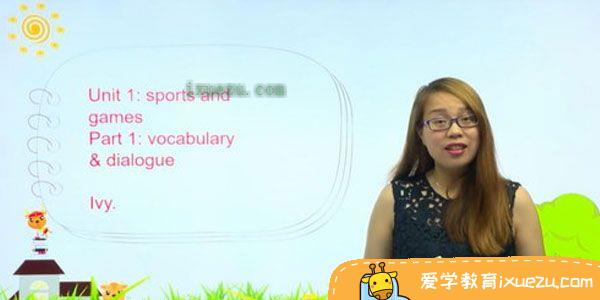 ixuezu.com
Unit 1: sports and
games
Part 1: vocabulary
& dialogue
Ivy.
爱学教育ixuezu.com